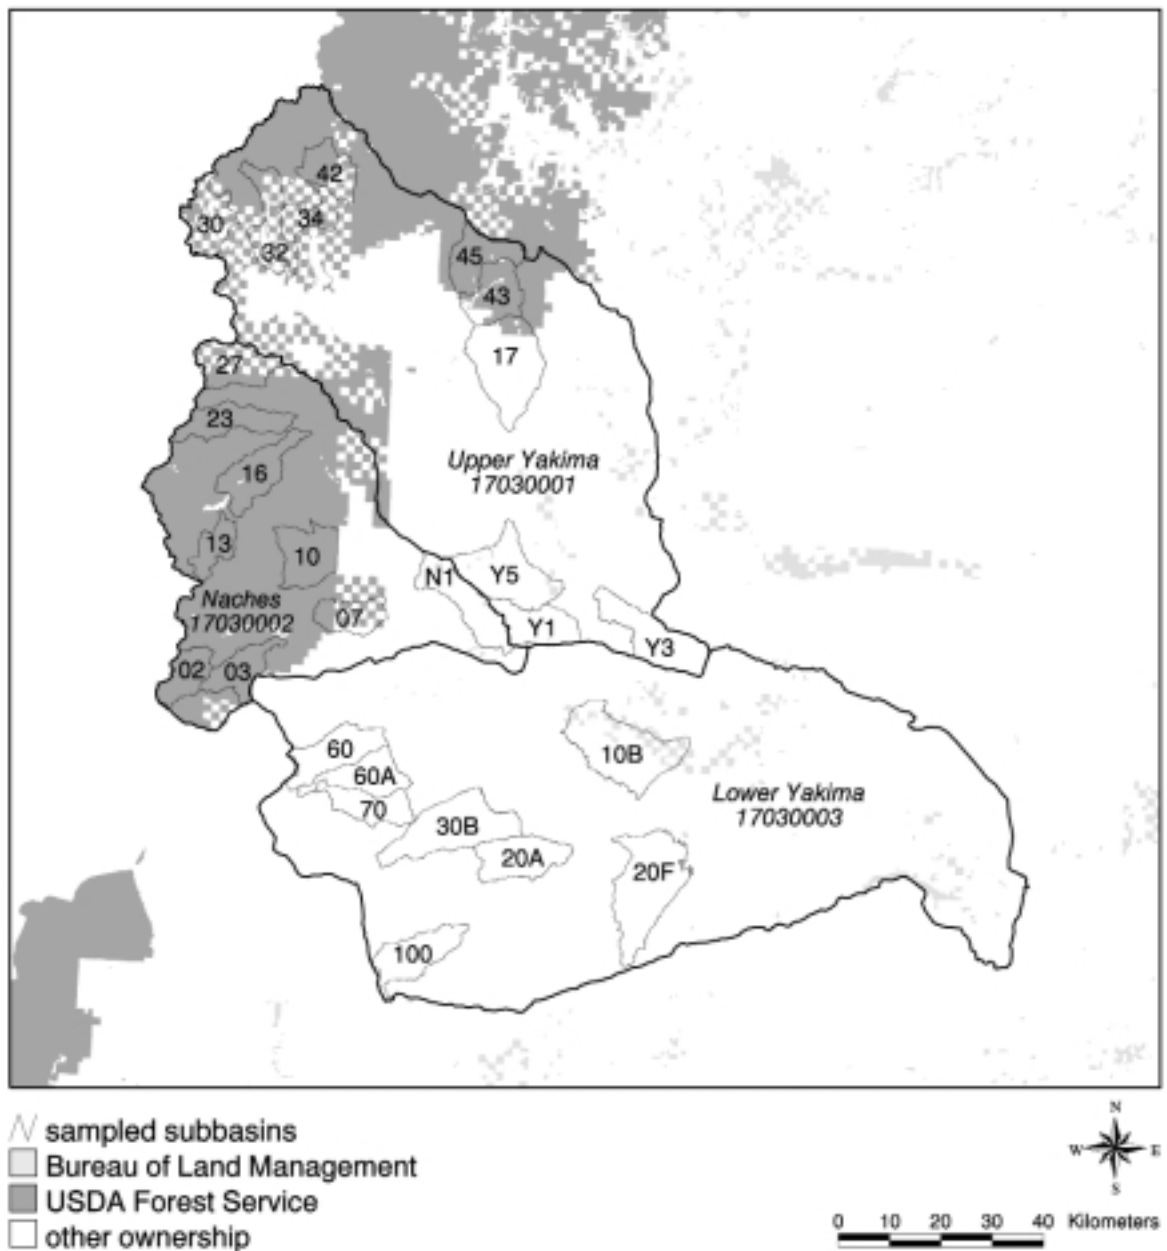 42
30
34
32
45
43
27
17
23
Upper Yakima
17030001
16
13
10
N1
Y5
Naches
17030002
07
Y1
Y3
02
03
60
10B
60A
Lower Yakima
17030003
70
30B
20A
20F
100
sampled subbasins
Bureau of Land Management
USDA Forest Service
other ownership
N
W E
S
0 10 20 30 40 Kilometers